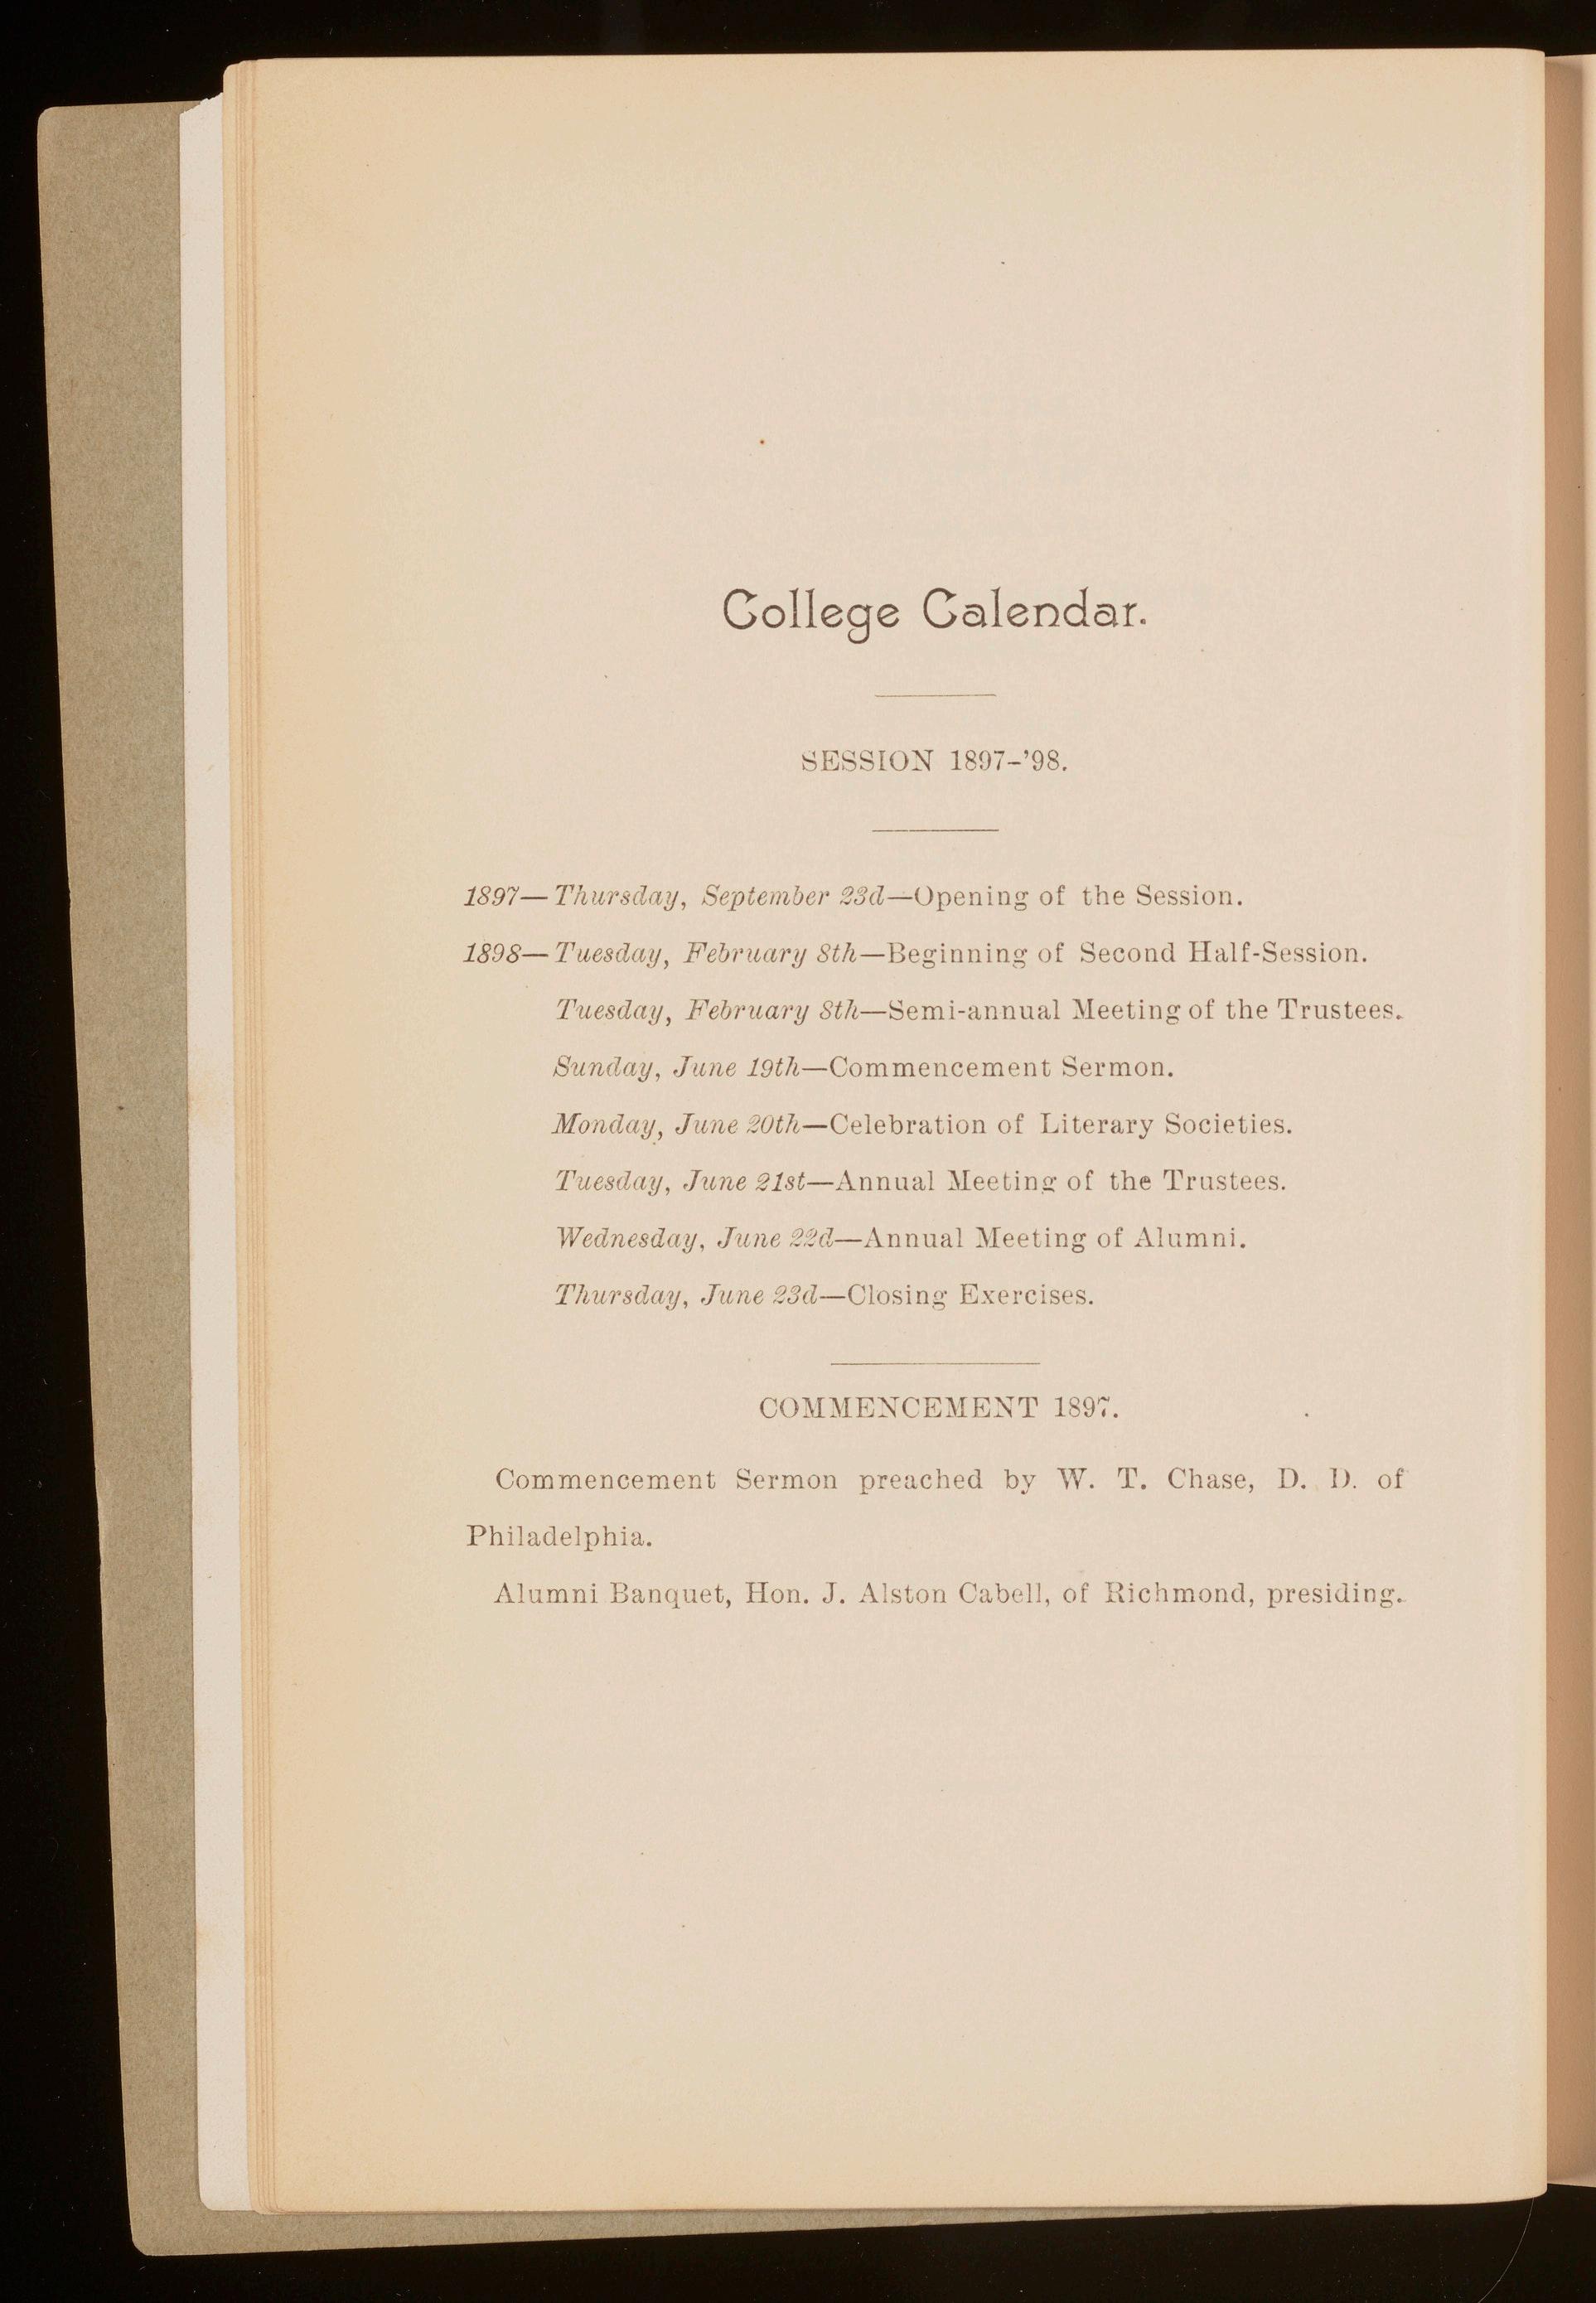 College Calendar.
SESSION 1897-'98.
1897—Thursday, September 23d—Opening of the Session.
1898—Tuesday, February 8th—Beginning of Second Half-Session.
Tuesday, February 8th—Semi-annual Meeting of the Trustees.
Sunday, June 19th—Commencement Sermon.
Monday, June 20th—Celebration of Literary Societies.
Tuesday, June 21st—Annual Meeting of the Trustees.
Wednesday, June 22d—Annual Meeting of Alumni.
Thursday, June 23d—Closing Exercises.
COMMENCEMENT 1897.
Commencement Sermon preached by W. T. Chase, D. D. of
Philadelphia.
Alumni Banquet, Hon. J. Alston Cabell, of Richmond, presiding.